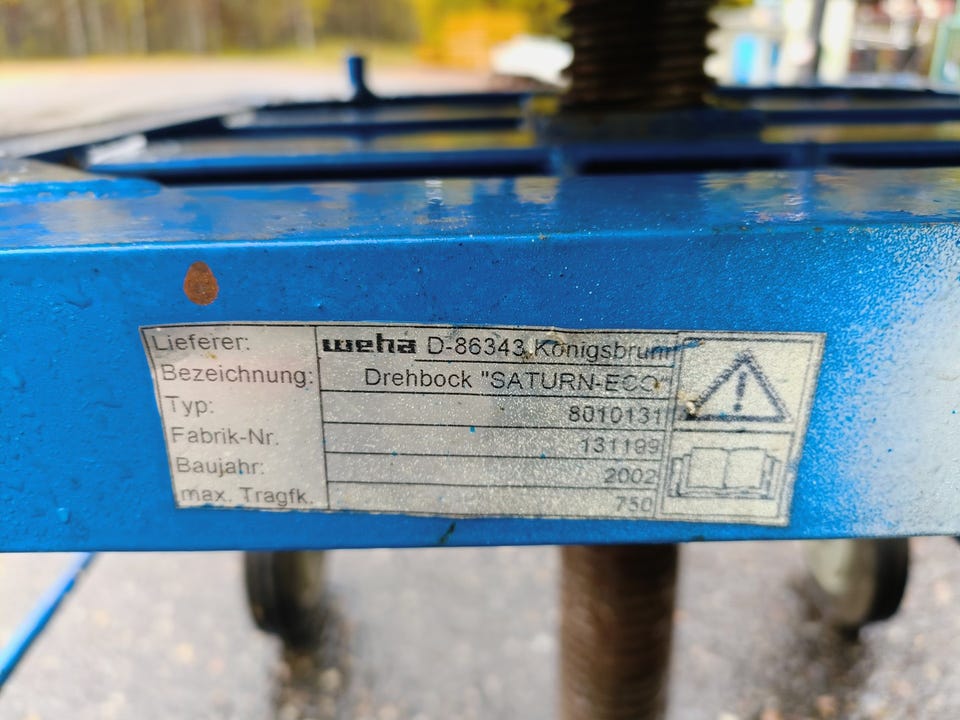 Lieferer: weha D-86343 Königsbrunn
Bezeichnung: Drehbock "SATURN-ECO"
Typ: 8010131
Fabrik-Nr. 131199
Baujahr: 2002
max. Tragfk. 750